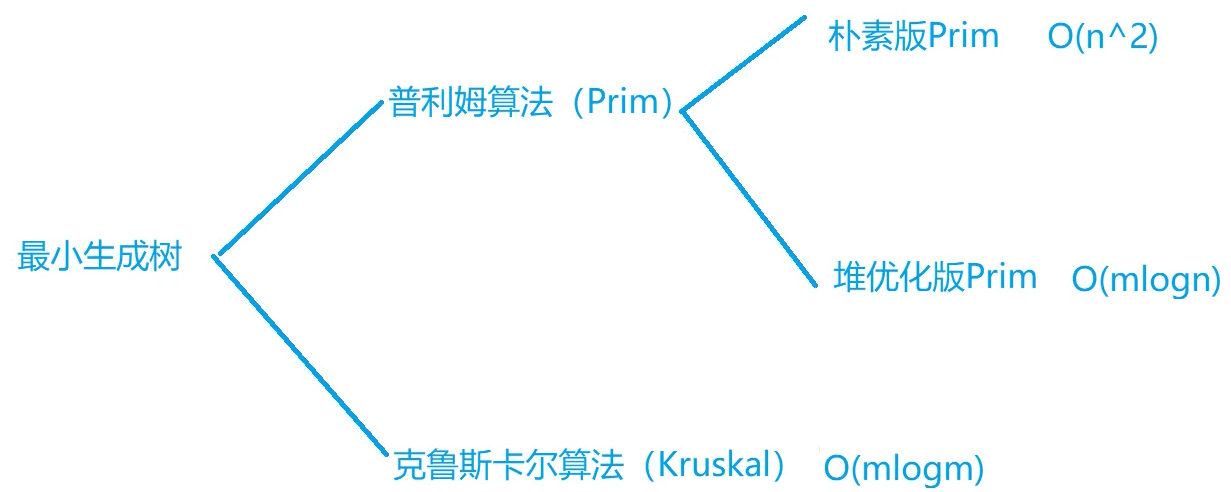 朴素版Prim O(n^2)
普利姆算法（Prim）
最小生成树
堆优化版Prim O(mlogn)
克鲁斯卡尔算法（Kruskal） O(mlogm)